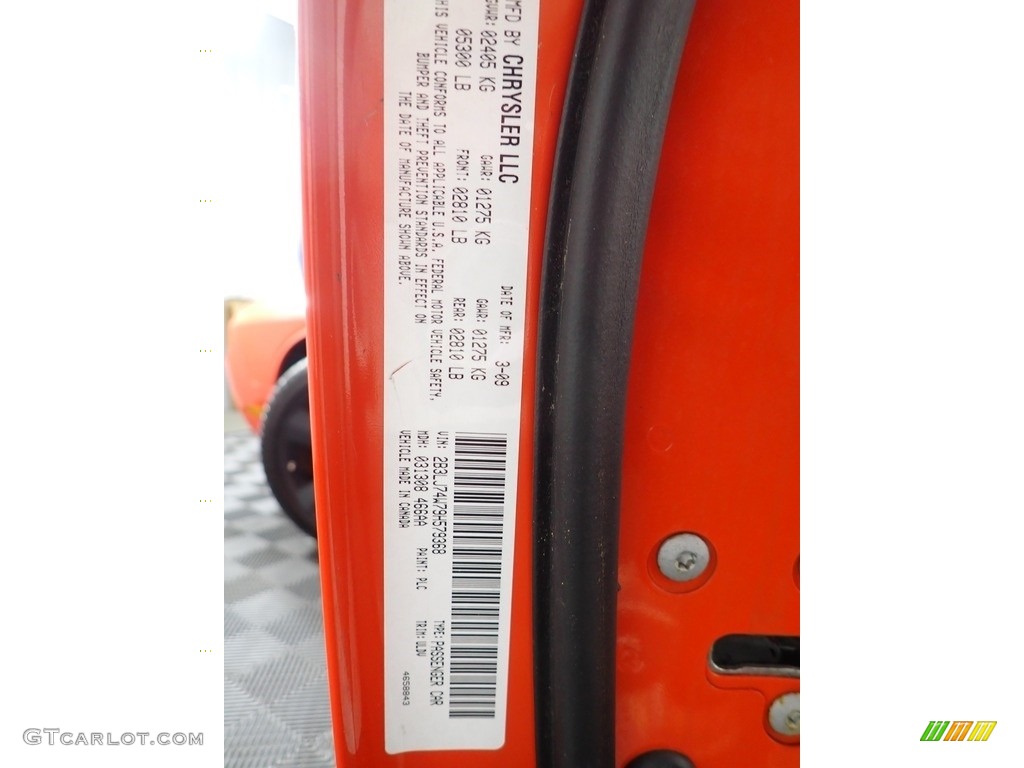 MFD BY CHRYSLER LLC
DATE OF MFR: 3-09
GVWR: 02405 KG GAWR: 01275 KG GAWR: 01275 KG
05300 LB FRONT: 02810 LB REAR: 02810 LB
THIS VEHICLE CONFORMS TO ALL APPLICABLE U.S.A. FEDERAL MOTOR VEHICLE SAFETY,
BUMPER AND THEFT PREVENTION STANDARDS IN EFFECT ON
THE DATE OF MANUFACTURE SHOWN ABOVE.
VIN: 2B3LJ74W79H579368 TYPE: PASSENGER CAR
MDH: 031308 466AA PAINT: PLC TRIM: ULDV
VEHICLE MADE IN CANADA
4658843
GTCARLOT.COM